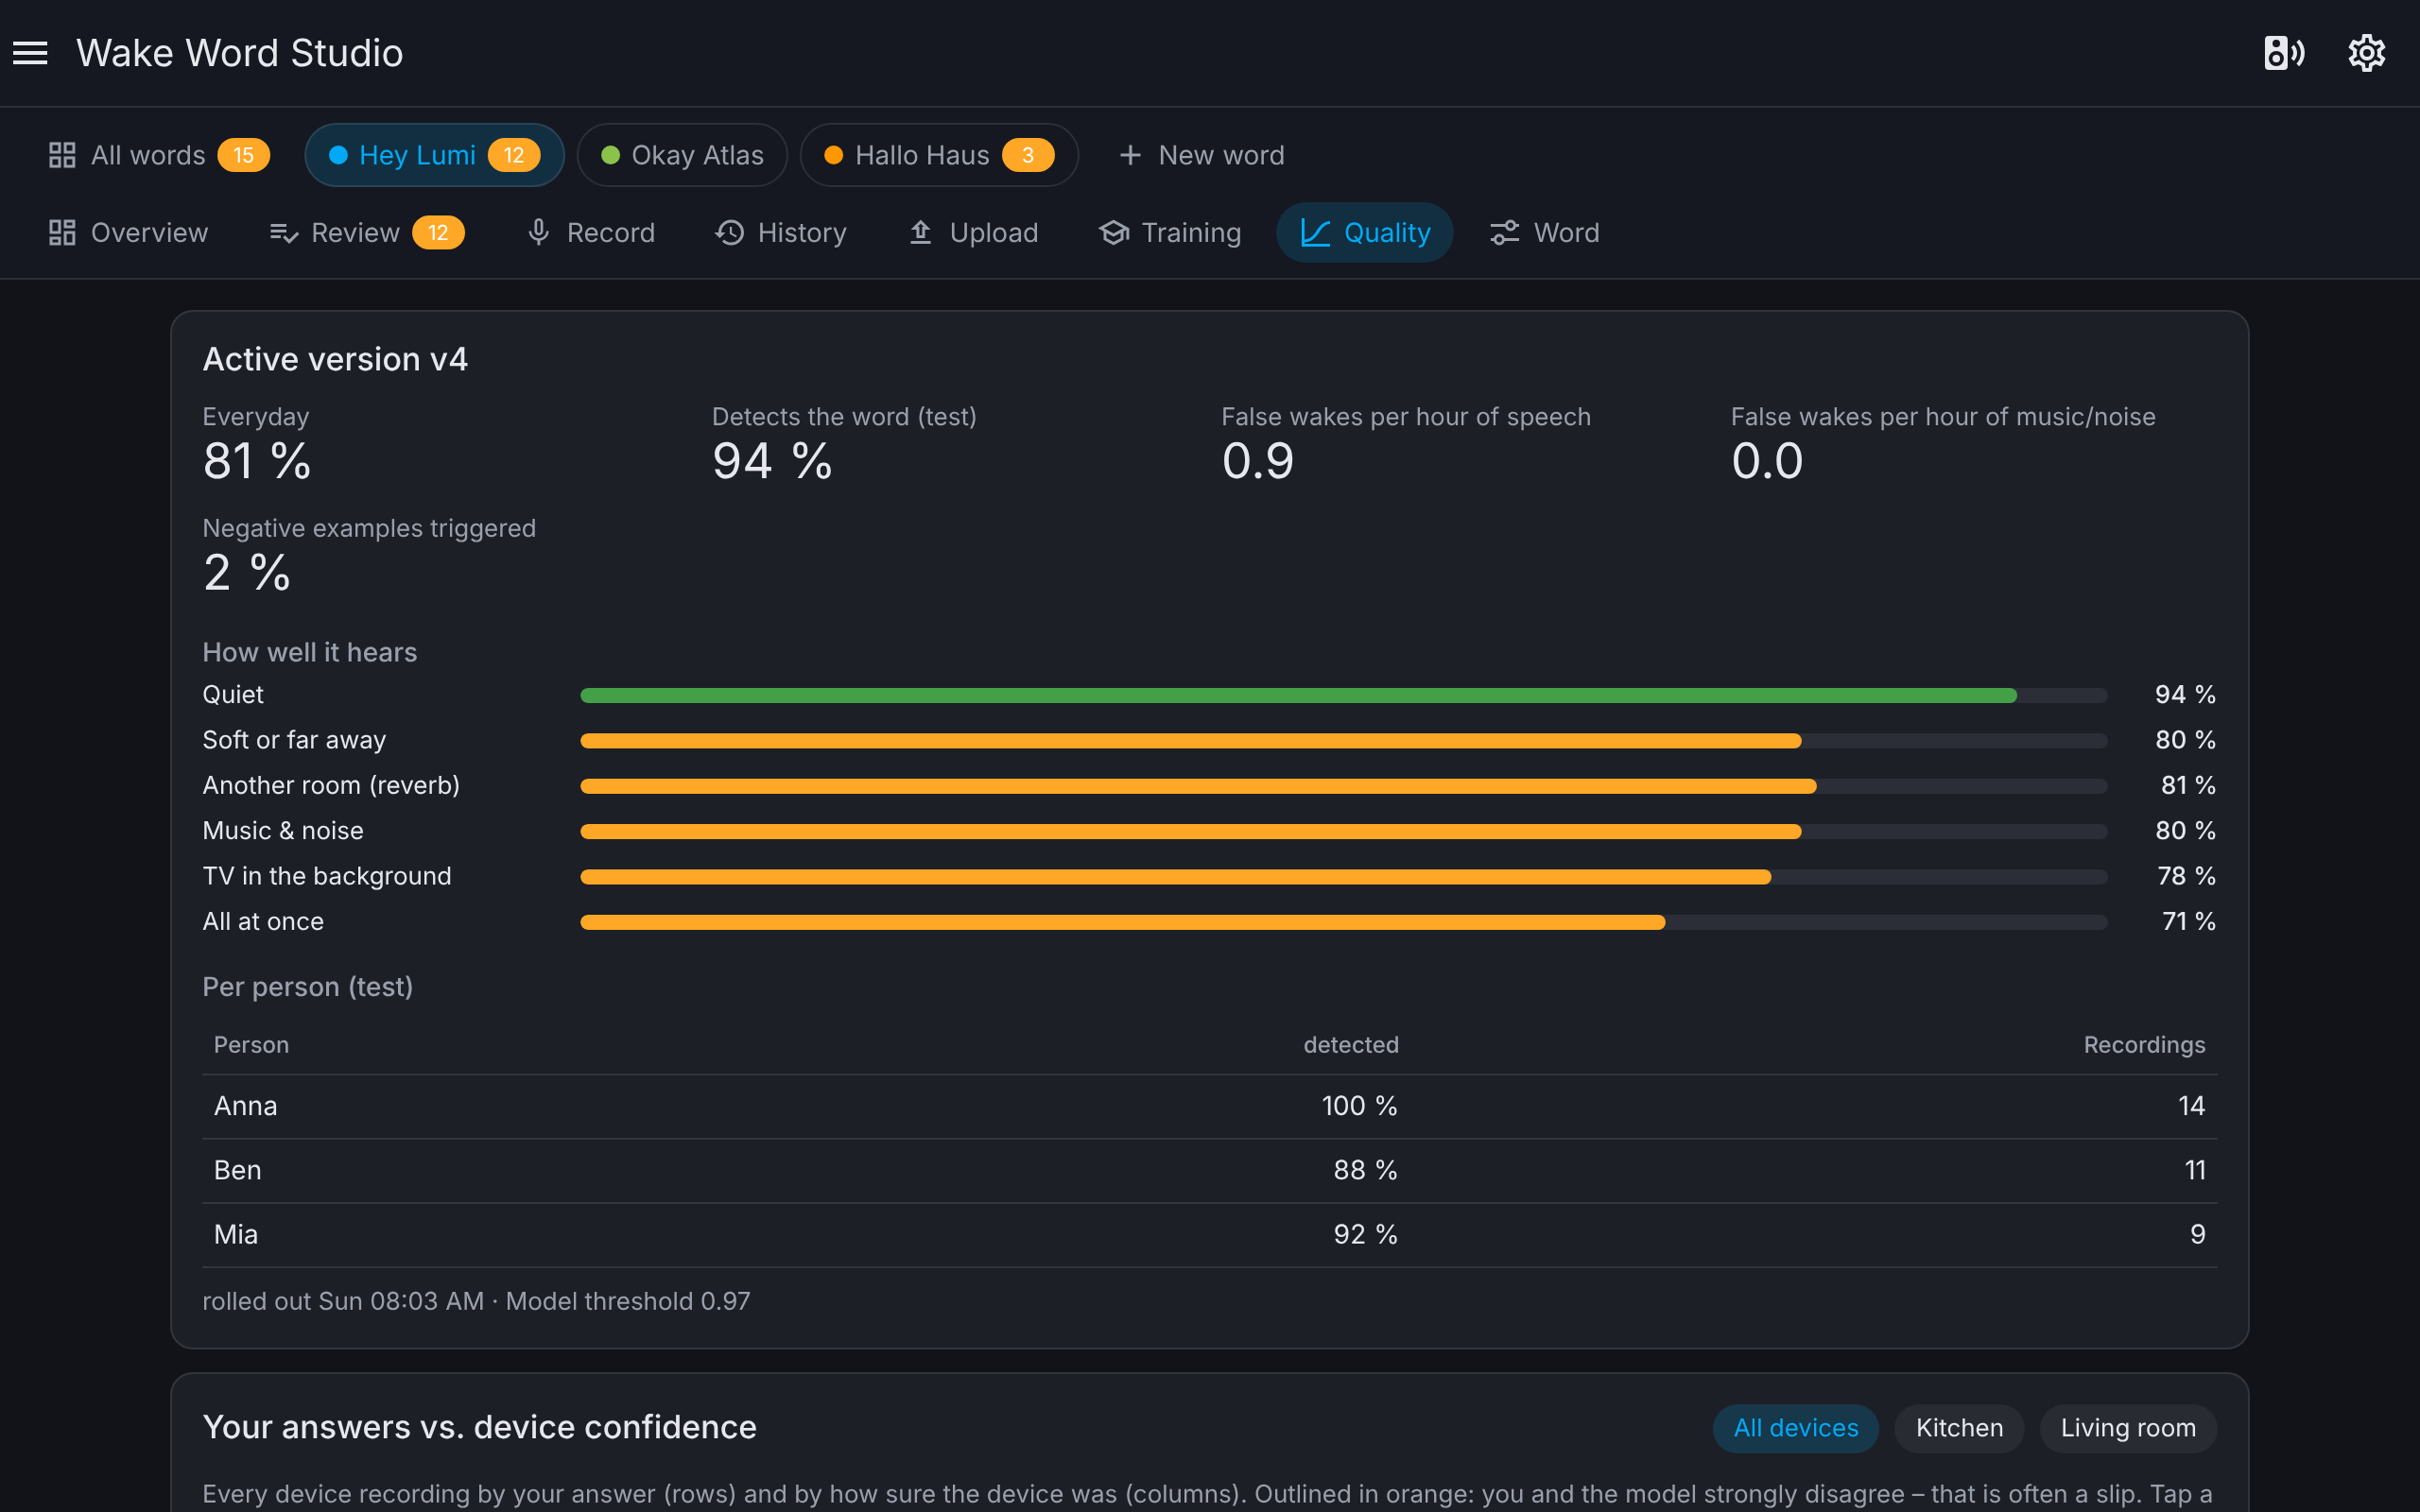 Wake Word Studio
All words 15 Hey Lumi 12 Okay Atlas Hallo Haus 3 + New word
Overview Review 12 Record History Upload Training Quality Word
Active version v4
Everyday Detects the word (test) False wakes per hour of speech False wakes per hour of music/noise
81 % 94 % 0.9 0.0
Negative examples triggered
2 %
How well it hears
Quiet 94 %
Soft or far away 80 %
Another room (reverb) 81 %
Music & noise 80 %
TV in the background 78 %
All at once 71 %
Per person (test)
Person detected Recordings
Anna 100 % 14
Ben 88 % 11
Mia 92 % 9
rolled out Sun 08:03 AM · Model threshold 0.97
Your answers vs. device confidence All devices Kitchen Living room
Every device recording by your answer (rows) and by how sure the device was (columns). Outlined in orange: you and the model strongly disagree – that is often a slip. Tap a